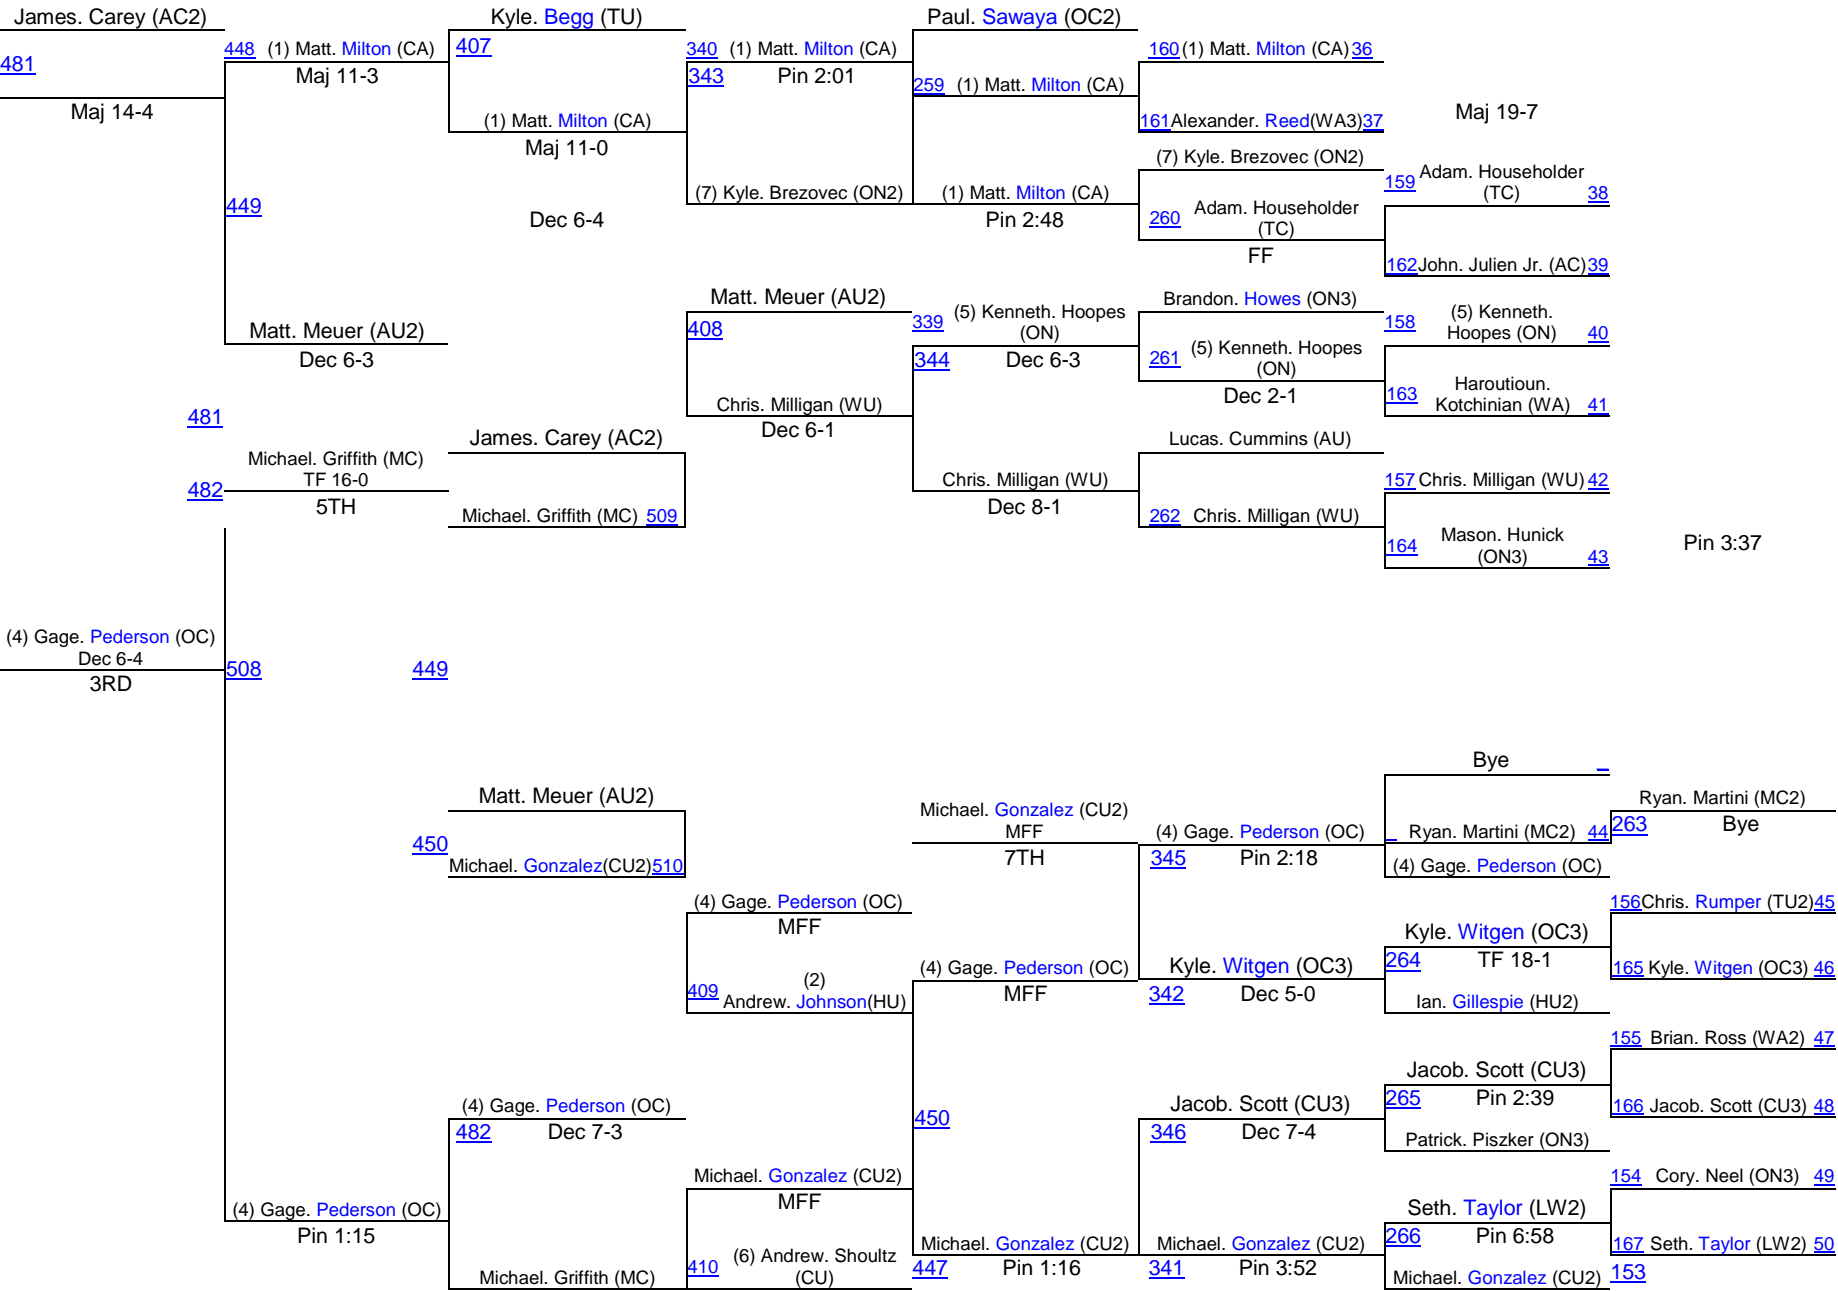 James. Carey (AC2)
Kyle. Begg (TU)
Paul. Sawaya (OC2)
481
448 (1) Matt. Milton (CA)
407
340 (1) Matt. Milton (CA)
160 (1) Matt. Milton (CA) 36
Maj 11-3
343 Pin 2:01
259 (1) Matt. Milton (CA)
Maj 14-4
(1) Matt. Milton (CA)
161 Alexander. Reed(WA3) 37
Maj 19-7
Maj 11-0
(7) Kyle. Brezovec (ON2)
449
(7) Kyle. Brezovec (ON2)
(1) Matt. Milton (CA)
159 Adam. Householder
(TC) 38
Dec 6-4
Pin 2:48
260 Adam. Householder
(TC)
FF
162 John. Julien Jr. (AC) 39
Matt. Meuer (AU2)
Brandon. Howes (ON3)
Matt. Meuer (AU2)
408
339 (5) Kenneth. Hoopes
(ON)
158 (5) Kenneth.
Hoopes (ON) 40
Dec 6-3
344 Dec 6-3
261 (5) Kenneth. Hoopes
(ON)
Chris. Milligan (WU)
Dec 2-1
163 Haroutioun.
Kotchinian (WA) 41
481
Dec 6-1
James. Carey (AC2)
Lucas. Cummins (AU)
Michael. Griffith (MC)
TF 16-0
482
5TH
Chris. Milligan (WU)
157 Chris. Milligan (WU) 42
Dec 8-1
Michael. Griffith (MC) 509
262 Chris. Milligan (WU)
164 Mason. Hunick
(ON3) 43
Pin 3:37
(4) Gage. Pederson (OC)
Dec 6-4
3RD
508
449
Bye
Matt. Meuer (AU2)
Michael. Gonzalez (CU2)
MFF
7TH
Ryan. Martini (MC2)
450
(4) Gage. Pederson (OC)
Ryan. Martini (MC2) 44
263 Bye
345 Pin 2:18
Michael. Gonzalez(CU2) 510
(4) Gage. Pederson (OC)
(4) Gage. Pederson (OC)
MFF
156 Chris. Rumper (TU2) 45
Kyle. Witgen (OC3)
(4) Gage. Pederson (OC)
Kyle. Witgen (OC3)
264 TF 18-1
165 Kyle. Witgen (OC3) 46
409 (2)
Andrew. Johnson(HU)
MFF
342 Dec 5-0
Ian. Gillespie (HU2)
155 Brian. Ross (WA2) 47
Jacob. Scott (CU3)
(4) Gage. Pederson (OC)
450
Jacob. Scott (CU3)
265 Pin 2:39
166 Jacob. Scott (CU3) 48
482 Dec 7-3
346 Dec 7-4
Patrick. Piszker (ON3)
Michael. Gonzalez (CU2)
154 Cory. Neel (ON3) 49
(4) Gage. Pederson (OC)
MFF
Seth. Taylor (LW2)
Pin 1:15
266 Pin 6:58
Michael. Gonzalez (CU2)
Michael. Gonzalez (CU2)
167 Seth. Taylor (LW2) 50
Michael. Griffith (MC)
410 (6) Andrew. Shoultz
(CU)
447 Pin 1:16
341 Pin 3:52
Michael. Gonzalez (CU2) 153